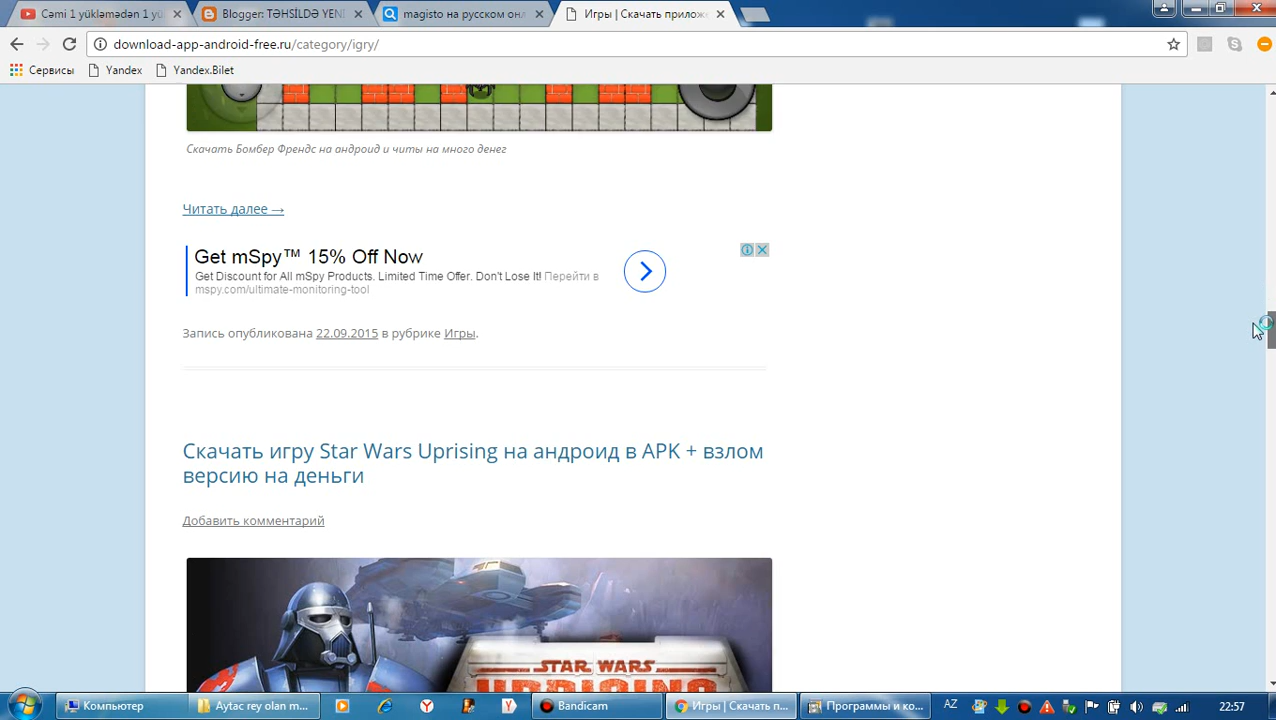 Cəmi 1 yükləmədən 1 yü
Blogger: TƏHSİLDƏ YENİ
magisto на русском онл
Игры | Скачать прилож
download-app-android-free.ru/category/igry/
Сервисы
Yandex
Yandex.Bilet
Скачать Бомбер Френдс на андроид и читы на много денег
Читать далее →
Get mSpy™ 15% Off Now
Get Discount for All mSpy Products. Limited Time Offer. Don't Lose It! Перейти в
mspy.com/ultimate-monitoring-tool
Запись опубликована 22.09.2015 в рубрике Игры.
Скачать игру Star Wars Uprising на андроид в APK + взлом
версию на деньги
Добавить комментарий
STAR WARS
UPRISING
Компьютер
Aytac rey olan m...
Bandicam
Игры | Скачать п...
Программы и ко...
AZ
22:57